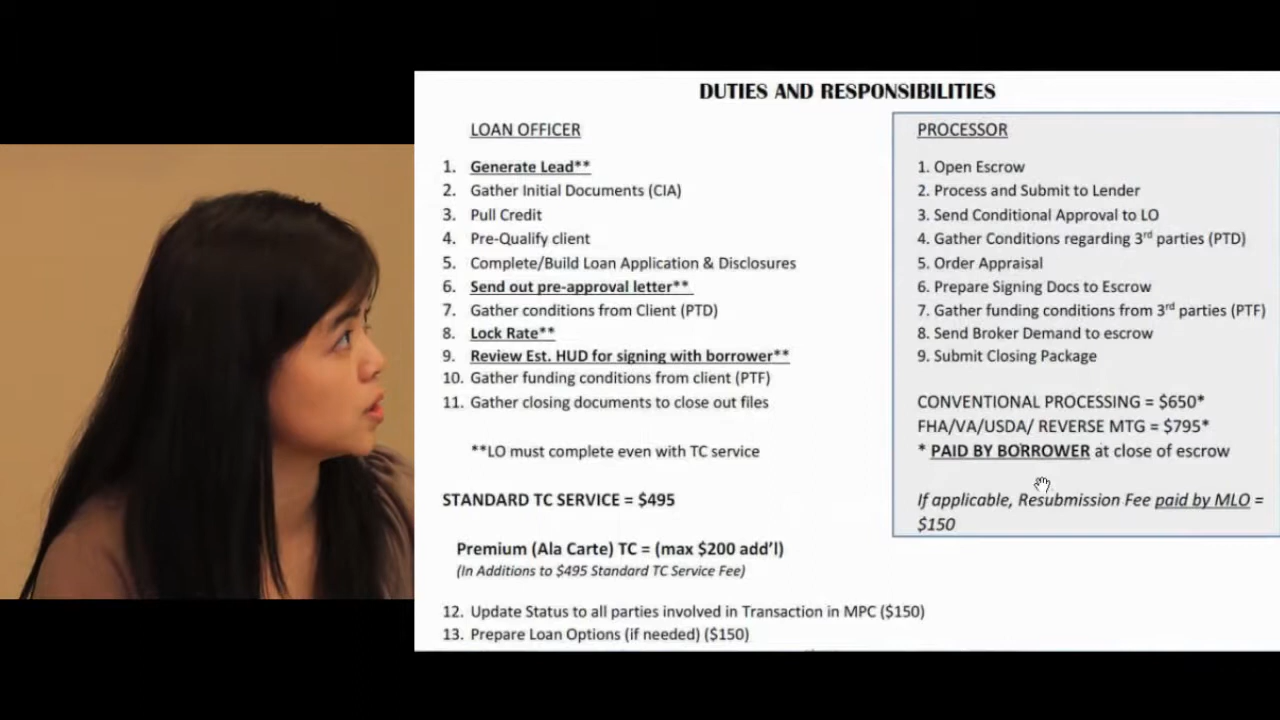 DUTIES AND RESPONSIBILITIES
LOAN OFFICER
1. Generate Lead**
2. Gather Initial Documents (CIA)
3. Pull Credit
4. Pre-Qualify client
5. Complete/Build Loan Application & Disclosures
6. Send out pre-approval letter**
7. Gather conditions from Client (PTD)
8. Lock Rate**
9. Review Est. HUD for signing with borrower**
10. Gather funding conditions from client (PTF)
11. Gather closing documents to close out files
**LO must complete even with TC service
STANDARD TC SERVICE = $495
Premium (Ala Carte) TC = (max $200 add'l)
(In Additions to $495 Standard TC Service Fee)
12. Update Status to all parties involved in Transaction in MPC ($150)
13. Prepare Loan Options (if needed) ($150)
PROCESSOR
1. Open Escrow
2. Process and Submit to Lender
3. Send Conditional Approval to LO
4. Gather Conditions regarding 3rd parties (PTD)
5. Order Appraisal
6. Prepare Signing Docs to Escrow
7. Gather funding conditions from 3rd parties (PTF)
8. Send Broker Demand to escrow
9. Submit Closing Package
CONVENTIONAL PROCESSING = $650*
FHA/VA/USDA/ REVERSE MTG = $795*
* PAID BY BORROWER at close of escrow
If applicable, Resubmission Fee paid by MLO =
$150